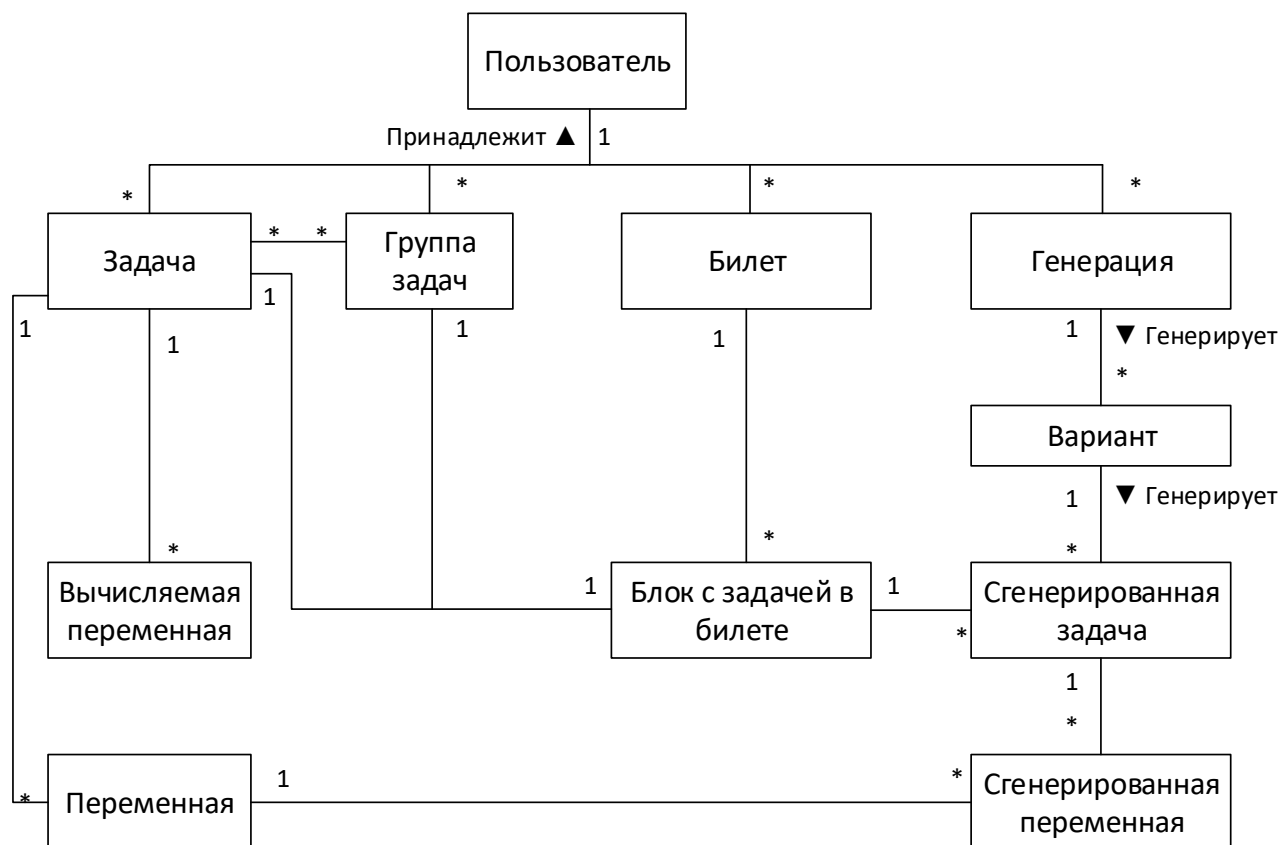 Пользователь
Принадлежит ▲ 1
* * * *
Задача
* *
Группа
задач
Билет
Генерация
1
1 1 1 1 1 ▼ Генерирует
*
Вариант
1 ▼ Генерирует
* * *
Вычисляемая
переменная
1
Блок с задачей в
билете
1
*
Сгенерированная
задача
1
*
* Переменная
1 *
Сгенерированная
переменная